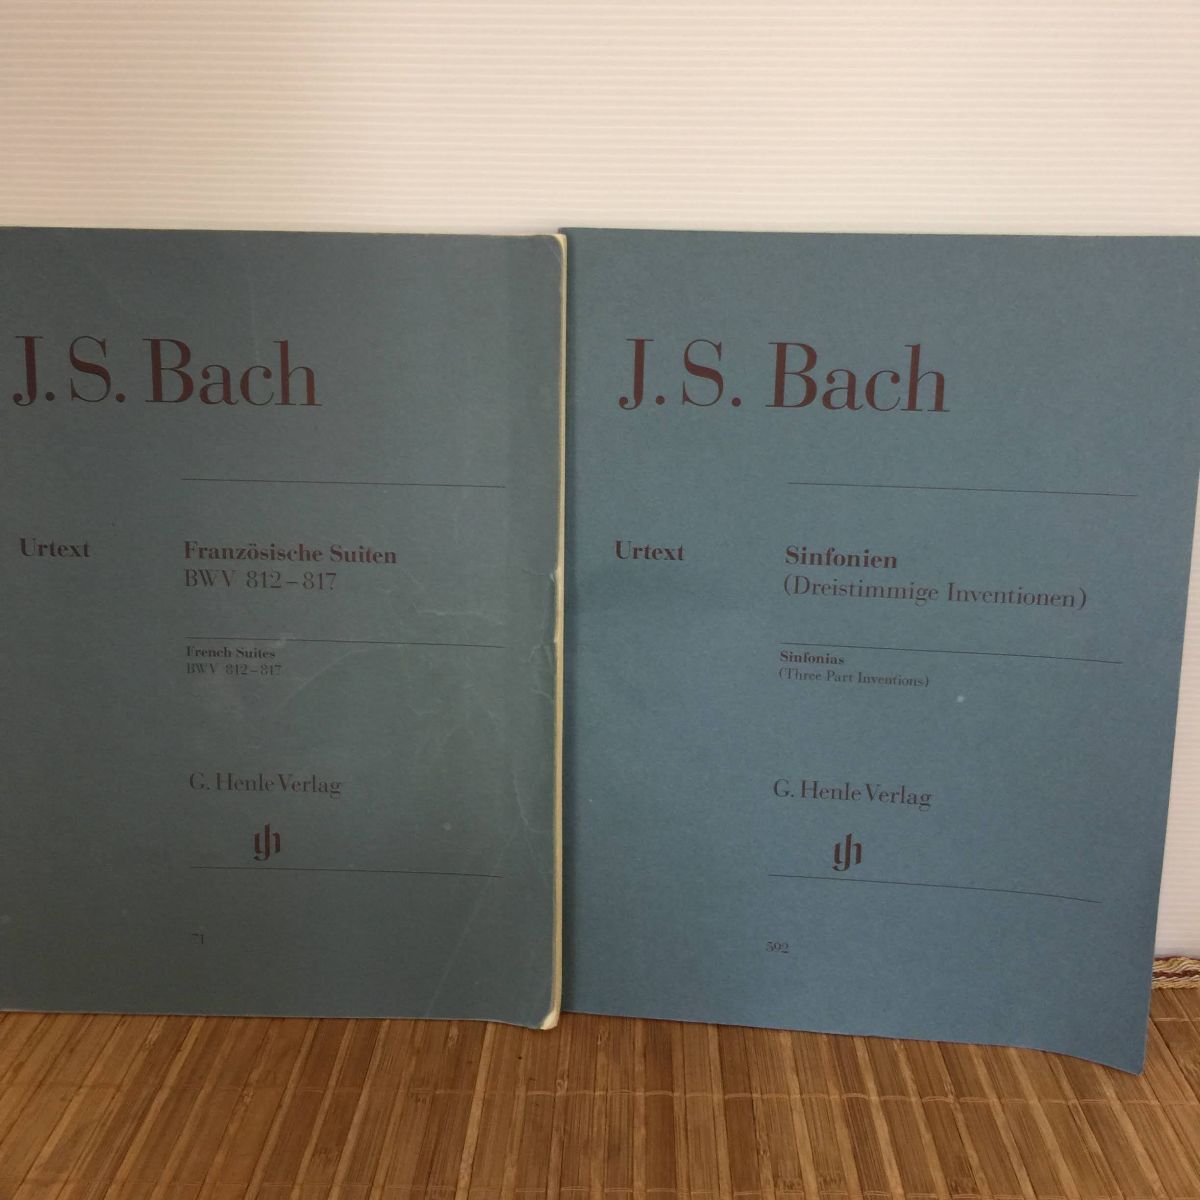 J. S. Bach
Urtext
Französische Suiten
BWV 812–817
French Suites
BWV 812–817
G. Henle Verlag
71
J. S. Bach
Urtext
Sinfonien
(Dreistimmige Inventionen)
Sinfonias
(Three Part Inventions)
G. Henle Verlag
592